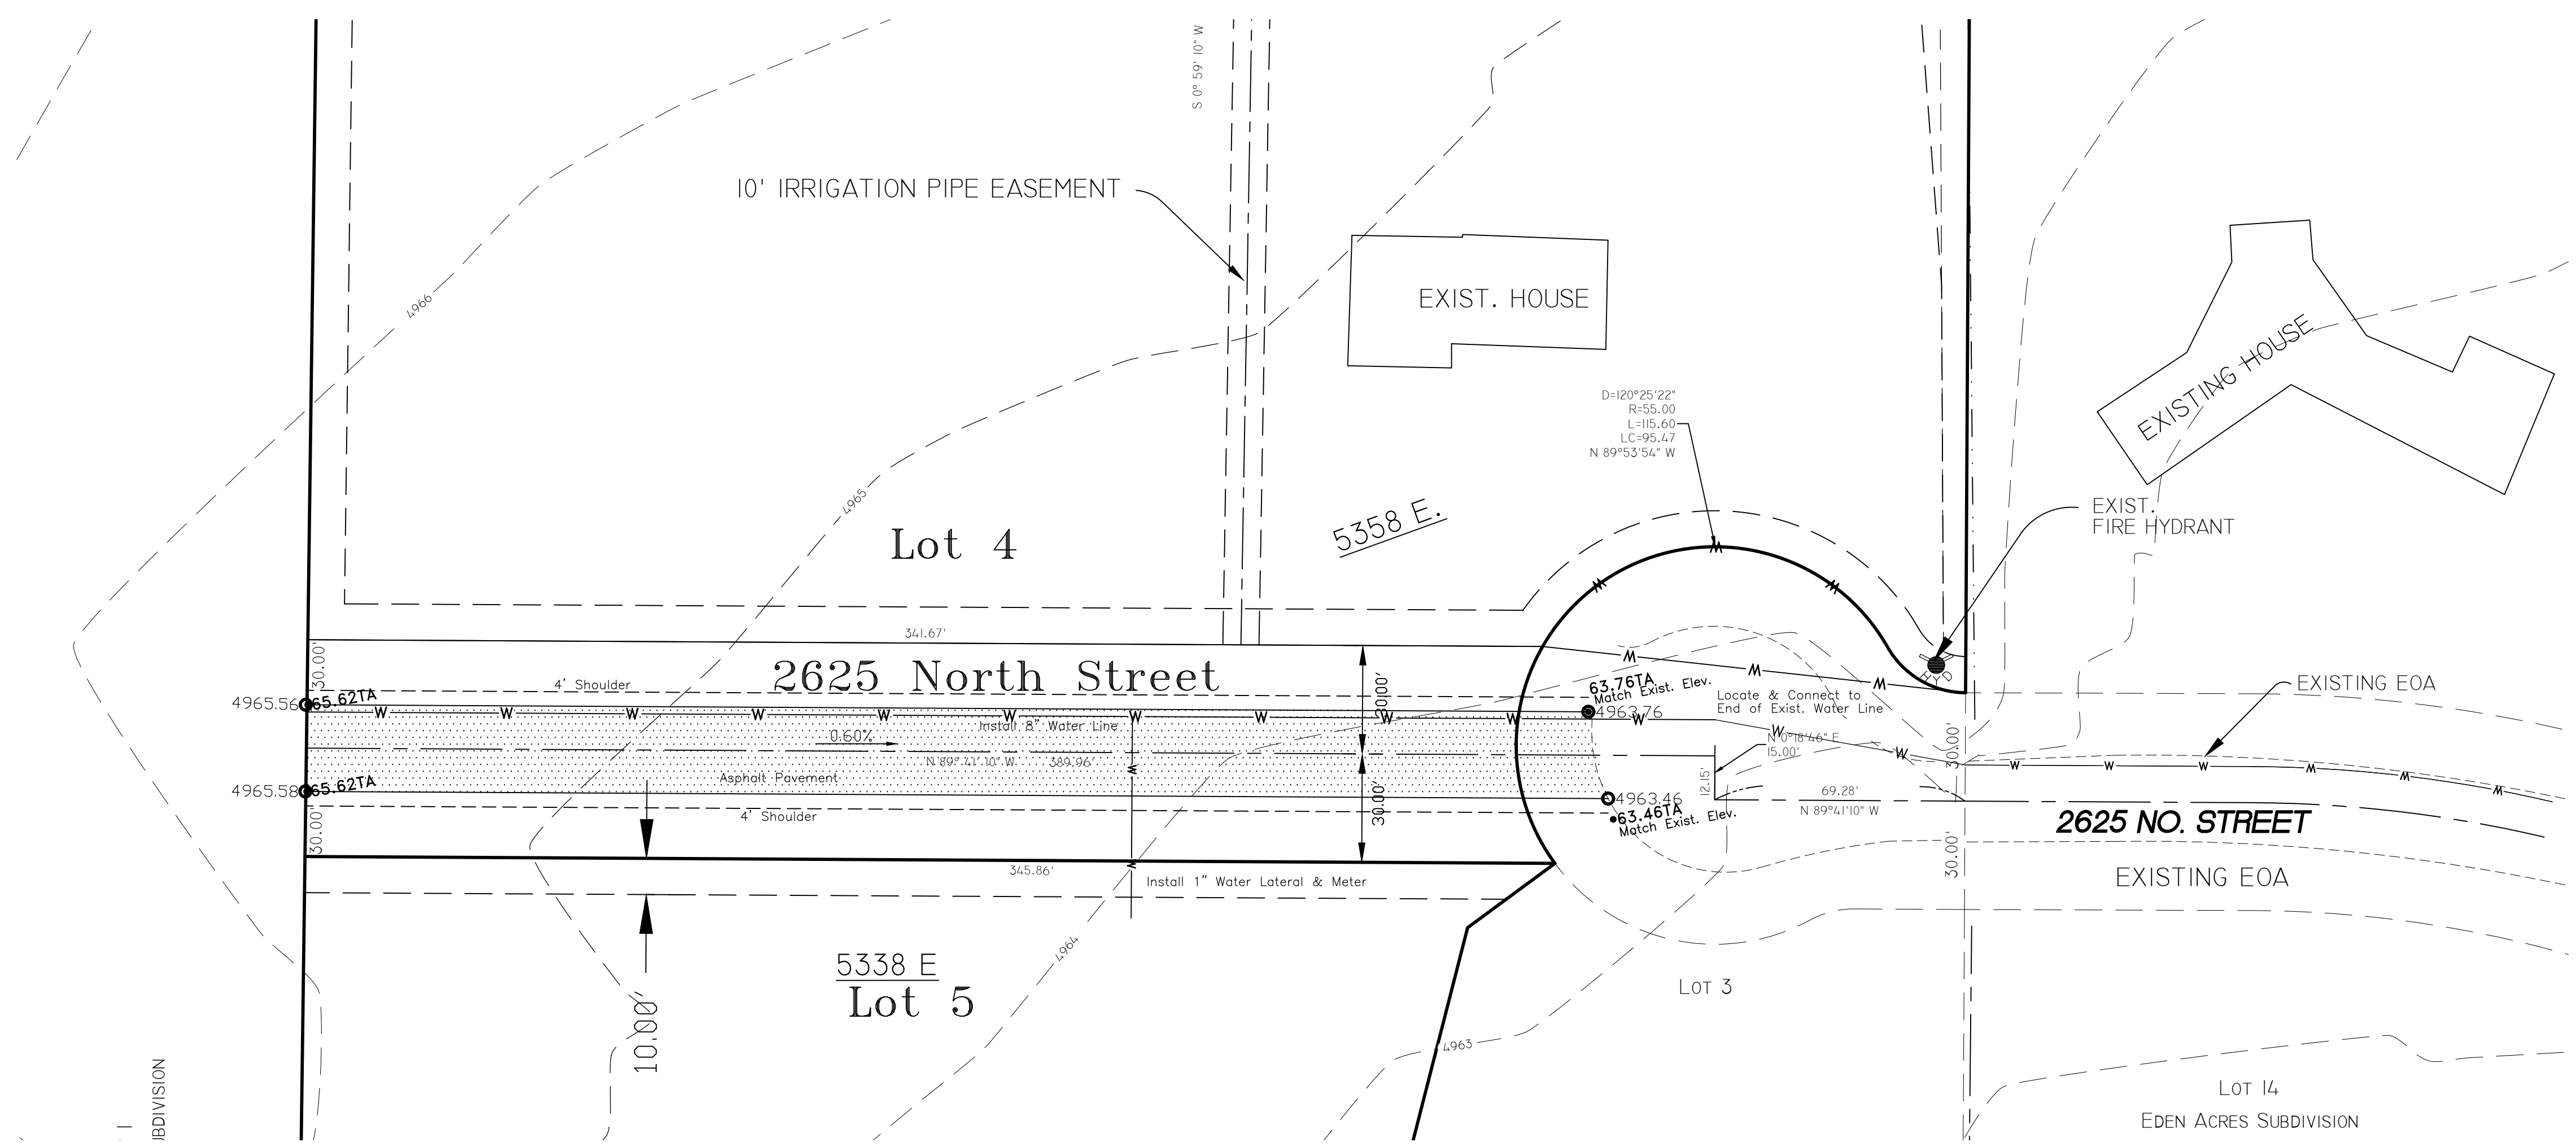 S 0° 59' 10" W
10' IRRIGATION PIPE EASEMENT
4966
EXIST. HOUSE
EXISTING HOUSE
D=120°25'22"
R=55.00
L=115.60
LC=95.47
N 89°53'54" W
4965
5358 E.
EXIST.
FIRE HYDRANT
Lot 4
HYD
341.67'
30.00'
2625 North Street
4' Shoulder
4965.56
65.62TA
W W W W W W W W W W W
Install 8" Water Line
0.60%
N 89° 41' 10" W 389.96'
Asphalt Pavement
4965.58
65.62TA
4' Shoulder
30.00'
30.00'
30.00'
63.76TA
Match Exist. Elev.
4963.76
Locate & Connect to
End of Exist. Water Line
W W W W W W W W
N 0°18'46" E
15.00'
12.15'
4963.46
63.46TA
Match Exist. Elev.
69.28'
N 89°41'10" W
30.00'
30.00'
EXISTING EOA
2625 NO. STREET
EXISTING EOA
345.86'
Install 1" Water Lateral & Meter
10.00'
5338 E
Lot 5
4964
4963
LOT 3
LOT 14
EDEN ACRES SUBDIVISION
UBDIVISION